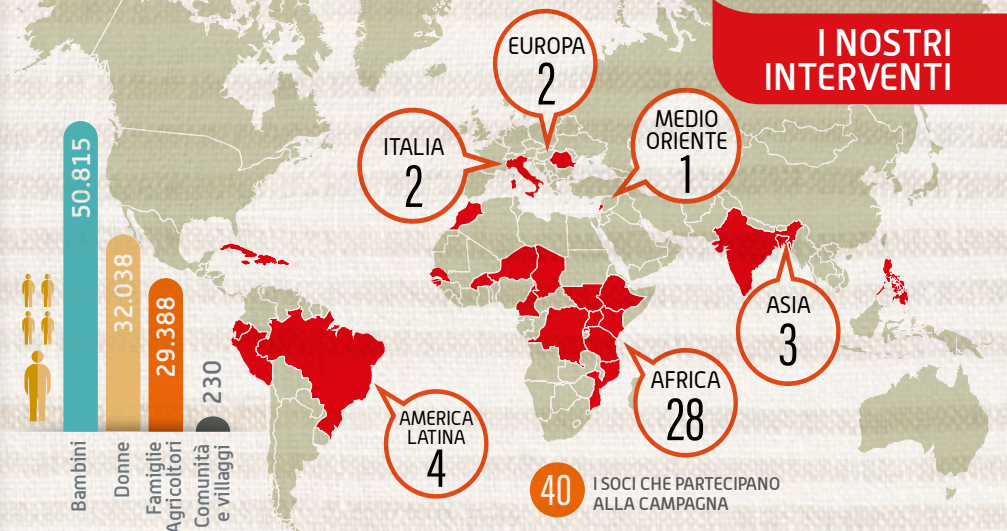 I NOSTRI
INTERVENTI
EUROPA
2
MEDIO
ORIENTE
1
ITALIA
2
ASIA
3
AFRICA
28
AMERICA
LATINA
4
50.815
32.038
29.388
230
Bambini
Donne
Famiglie
Agricoltori
Comunità
e villaggi
40
I SOCI CHE PARTECIPANO
ALLA CAMPAGNA